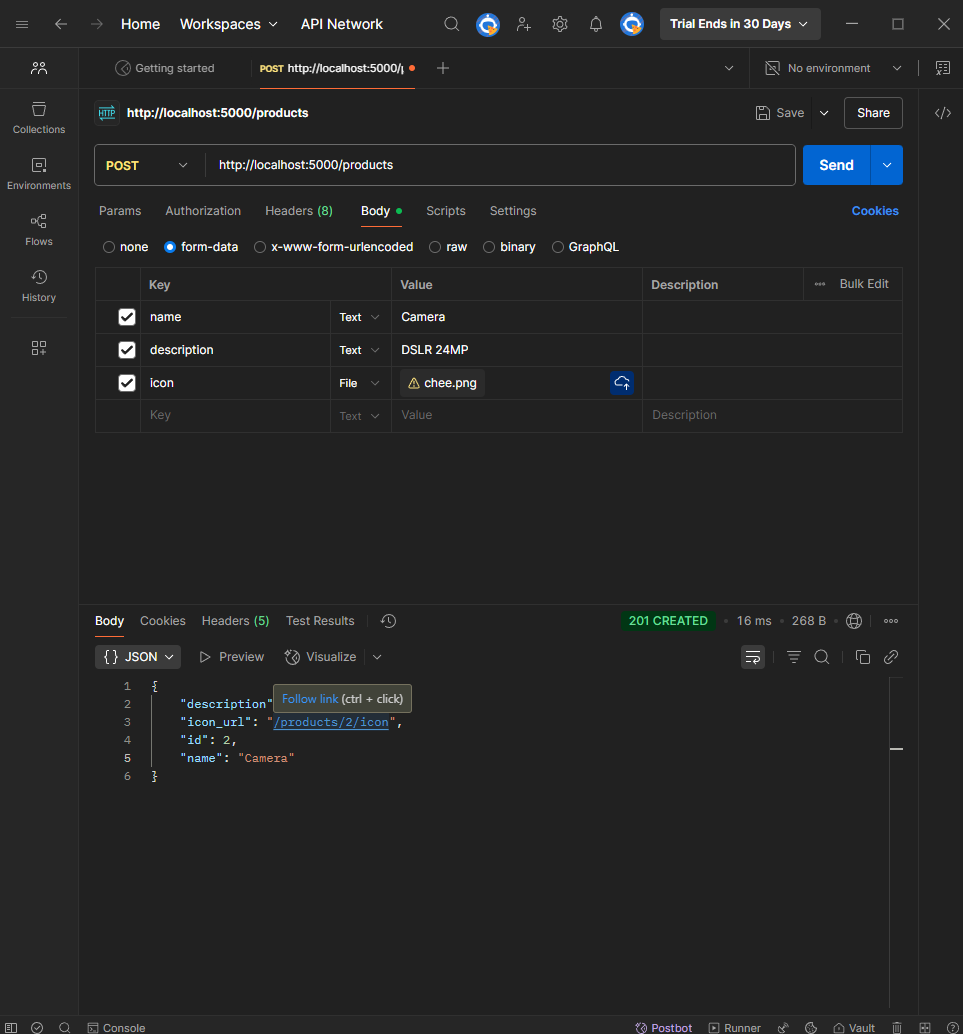 Home Workspaces API Network Trial Ends in 30 Days
Getting started POST http://localhost:5000/p No environment
HTTP http://localhost:5000/products Save Share
Collections
Environments
Flows
History
POST http://localhost:5000/products Send
Params Authorization Headers (8) Body Scripts Settings Cookies
none form-data x-www-form-urlencoded raw binary GraphQL
Key Value Description Bulk Edit
name Text Camera
description Text DSLR 24MP
icon File chee.png
Key Text Value Description
Body Cookies Headers (5) Test Results 201 CREATED 16 ms 268 B
{} JSON Preview Visualize
1 {
Follow link (ctrl + click)
2 "description"
3 "icon_url": "/products/2/icon",
4 "id": 2,
5 "name": "Camera"
6 }
Console Postbot Runner Vault